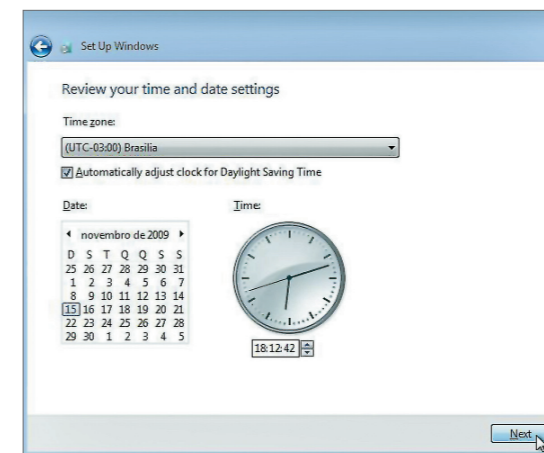 Set Up Windows
Review your time and date settings
Time zone:
(UTC-03:00) Brasilia
Automatically adjust clock for Daylight Saving Time
Date:
Time:
novembro de 2009
D S T Q Q S S
25 26 27 28 29 30 31
1 2 3 4 5 6 7
8 9 10 11 12 13 14
15 16 17 18 19 20 21
22 23 24 25 26 27 28
29 30 1 2 3 4 5
18:12:42
Next